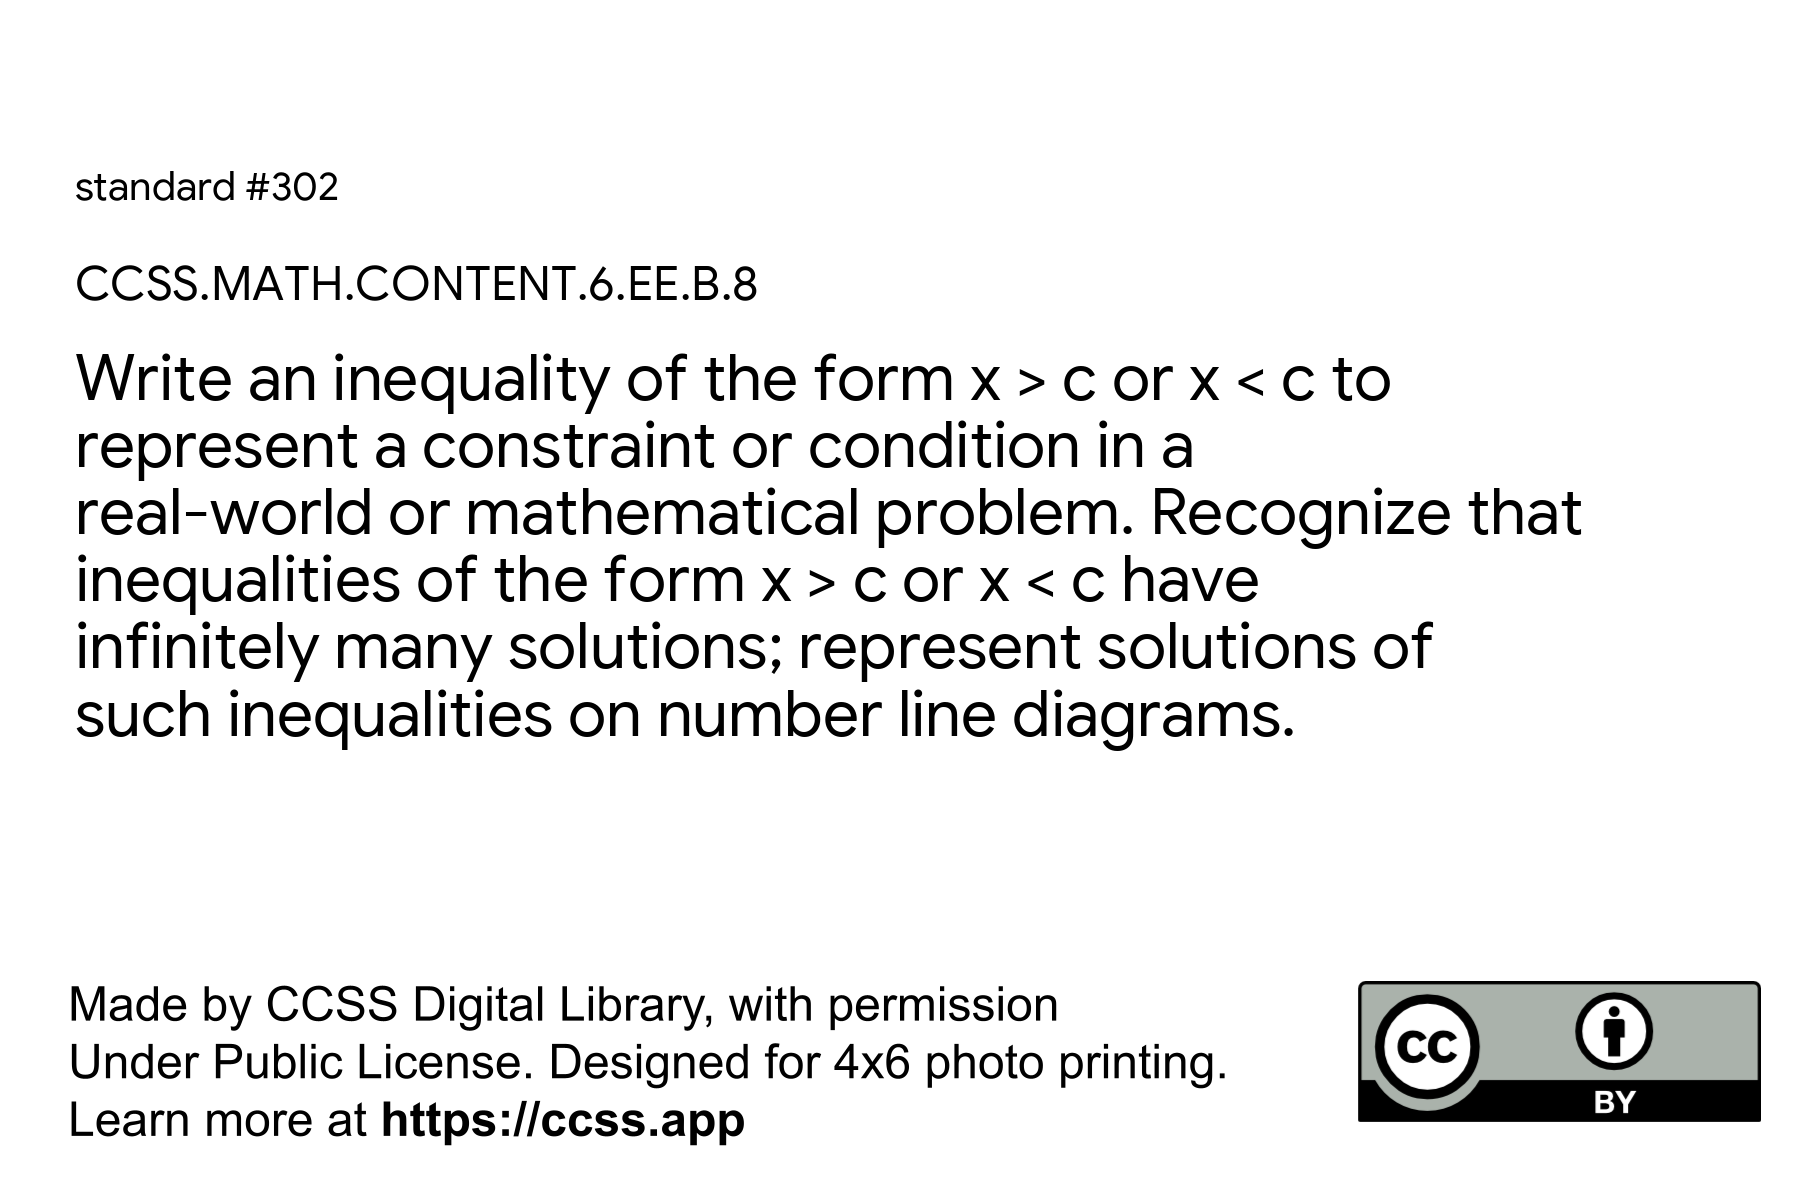 standard #302
CCSS.MATH.CONTENT.6.EE.B.8
Write an inequality of the form x > c or x < c to
represent a constraint or condition in a
real-world or mathematical problem. Recognize that
inequalities of the form x > c or x < c have
infinitely many solutions; represent solutions of
such inequalities on number line diagrams.
Made by CCSS Digital Library, with permission
Under Public License. Designed for 4x6 photo printing.
Learn more at https://ccss.app
cc
BY